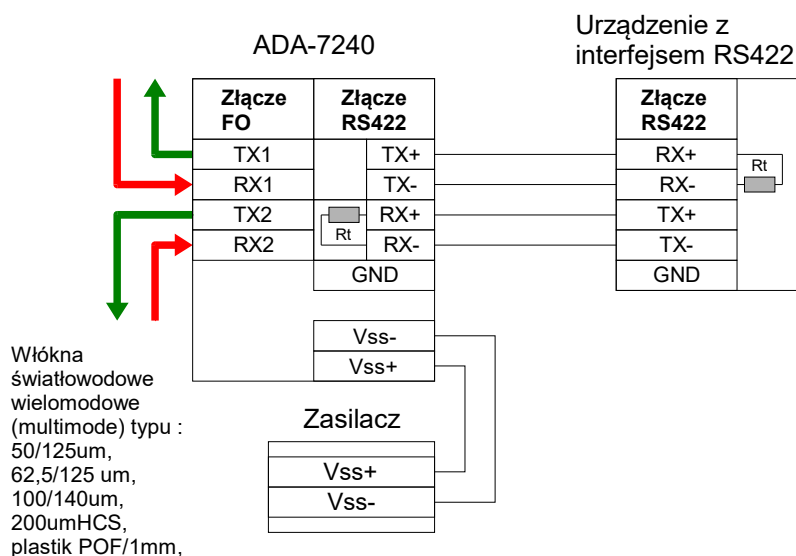 ADA-7240
Urządzenie z
interfejsem RS422
Złącze
FO
Złącze
RS422
TX1
TX+
RX1
TX-
TX2
RX+
RX2
RX-
Rt
GND
Vss-
Vss+
Złącze
RS422
RX+
RX-
TX+
TX-
GND
Rt
Zasilacz
Vss+
Vss-
Włókna
światłowodowe
wielomodowe
(multimode) typu :
50/125um,
62,5/125 um,
100/140um,
200umHCS,
plastik POF/1mm,